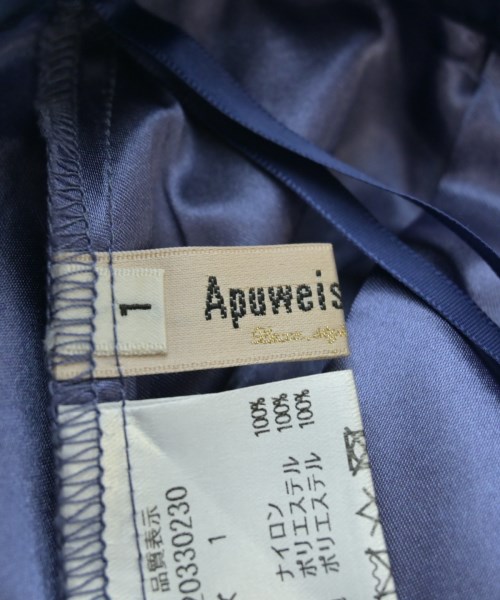 1
Apuweis
品質表示
20330230
1
ナイロン 100%
ポリエステル 100%
ポリエステル 100%